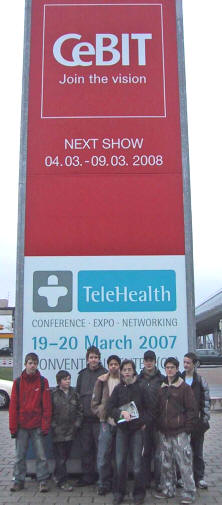 CeBIT
Join the vision
NEXT SHOW
04.03.-09.03. 2008
TeleHealth
CONFERENCE · EXPO · NETWORKING
19–20 March 2007